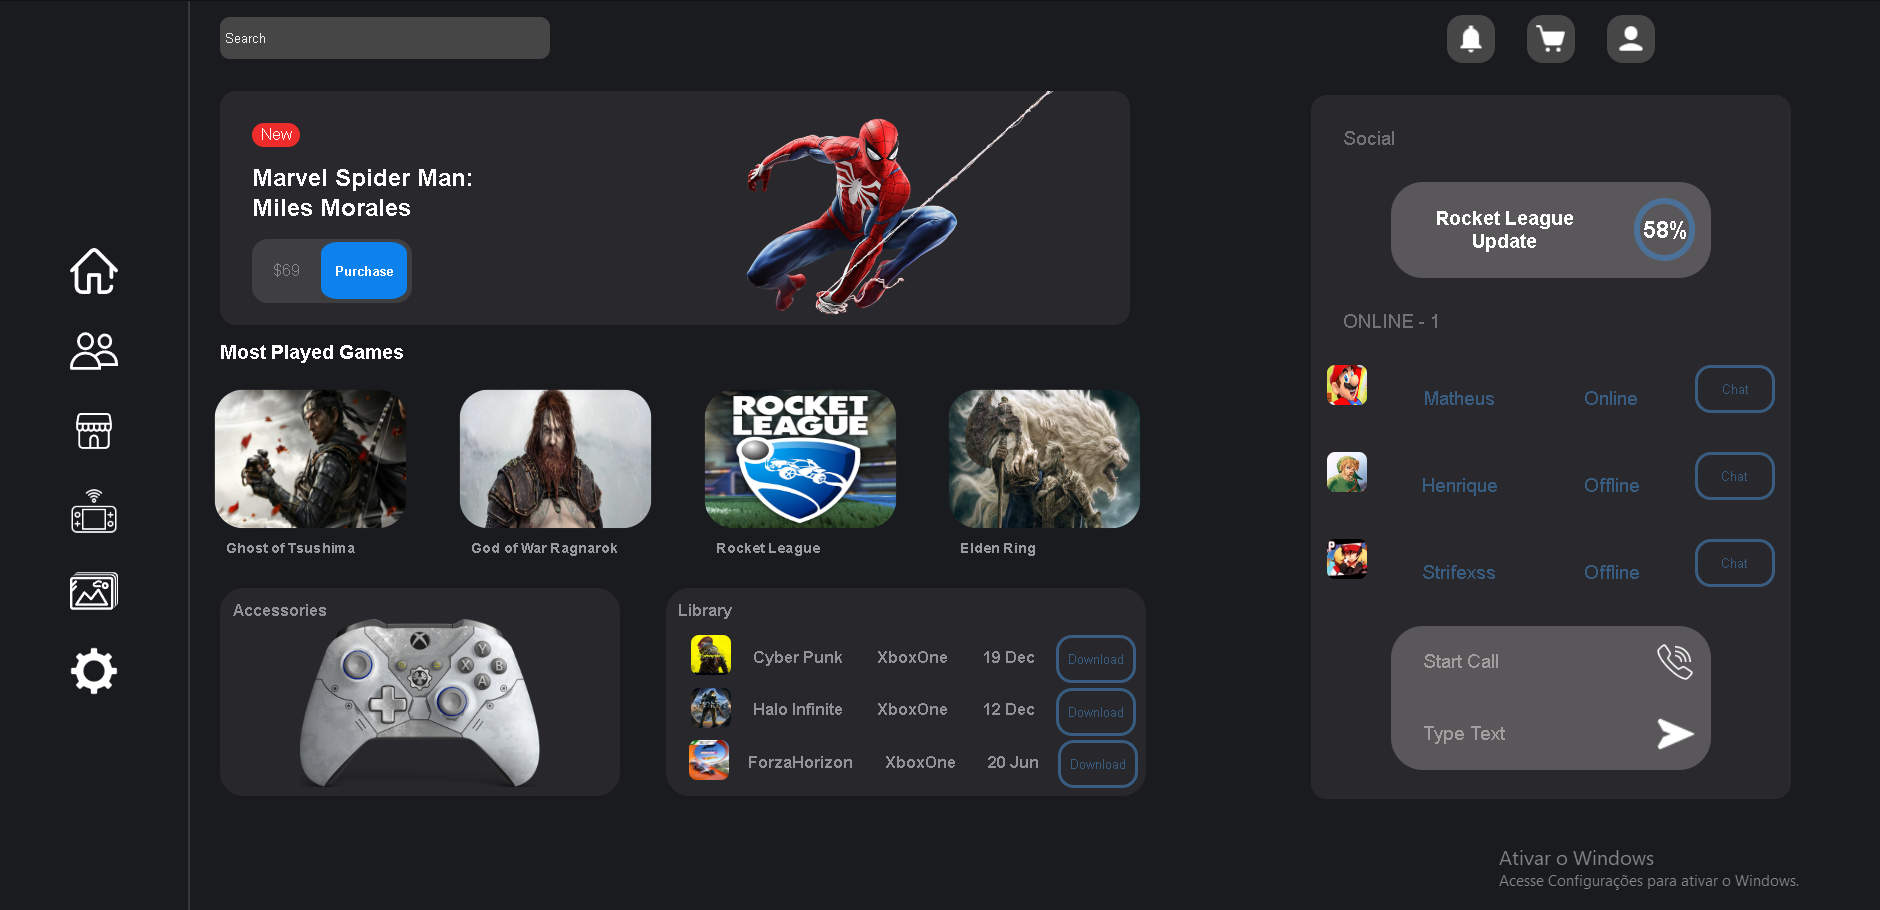 Search
New
Marvel Spider Man:
Miles Morales
$69 Purchase
Most Played Games
ROCKET
LEAGUE
Ghost of Tsushima
God of War Ragnarok
Rocket League
Elden Ring
Accessories
Y
X B
A
Library
Cyber Punk XboxOne 19 Dec Download
Halo Infinite XboxOne 12 Dec Download
ForzaHorizon XboxOne 20 Jun Download
Social
Rocket League
Update
58%
ONLINE - 1
Matheus Online Chat
Henrique Offline Chat
Strifexss Offline Chat
Start Call
Type Text
Ativar o Windows
Acesse Configurações para ativar o Windows.